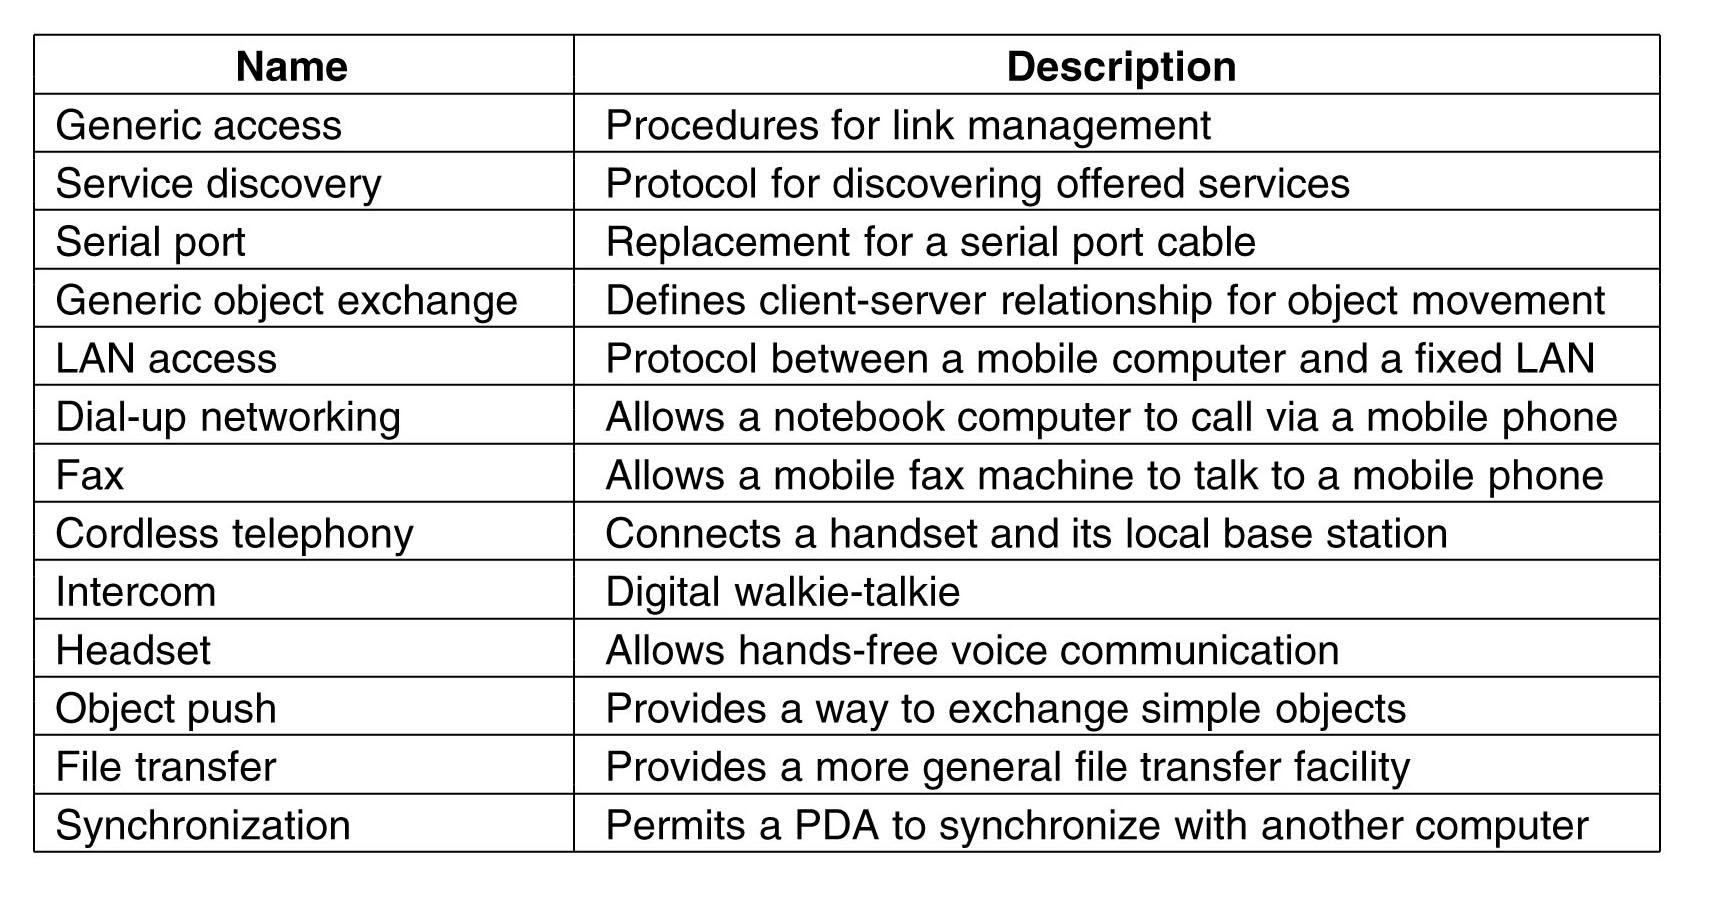 Name Description
Generic access Procedures for link management
Service discovery Protocol for discovering offered services
Serial port Replacement for a serial port cable
Generic object exchange Defines client-server relationship for object movement
LAN access Protocol between a mobile computer and a fixed LAN
Dial-up networking Allows a notebook computer to call via a mobile phone
Fax Allows a mobile fax machine to talk to a mobile phone
Cordless telephony Connects a handset and its local base station
Intercom Digital walkie-talkie
Headset Allows hands-free voice communication
Object push Provides a way to exchange simple objects
File transfer Provides a more general file transfer facility
Synchronization Permits a PDA to synchronize with another computer